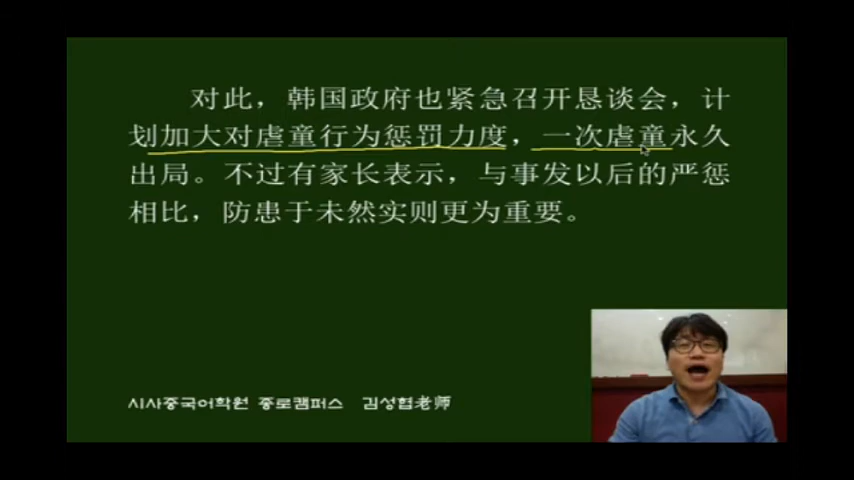 对此，韩国政府也紧急召开恳谈会，计
划加大对虐童行为惩罚力度，一次虐童永久
出局。不过有家长表示，与事发以后的严惩
相比，防患于未然实则更为重要。
시사중국어학원 종로캠퍼스 김성협老师